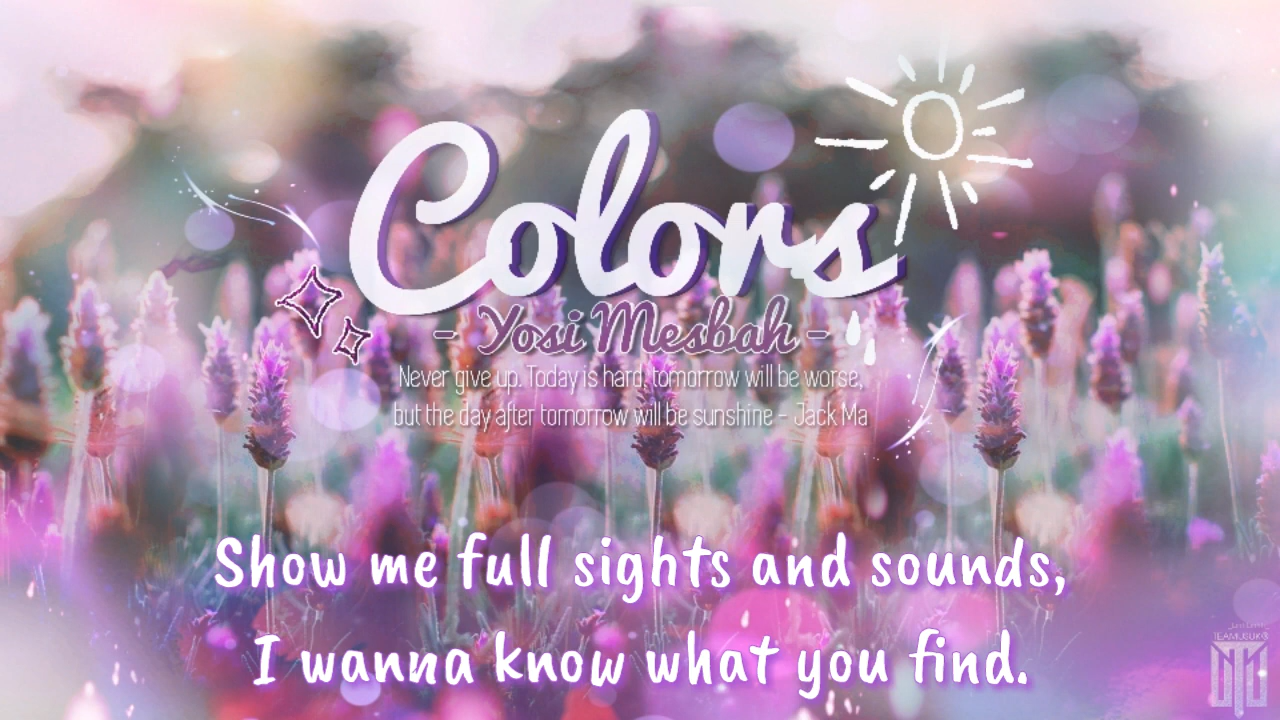 Colors
- Yosi Mesbah -
Never give up. Today is hard, tomorrow will be worse,
but the day after tomorrow will be sunshine - Jack Ma
Show me full sights and sounds,
I wanna know what you find.